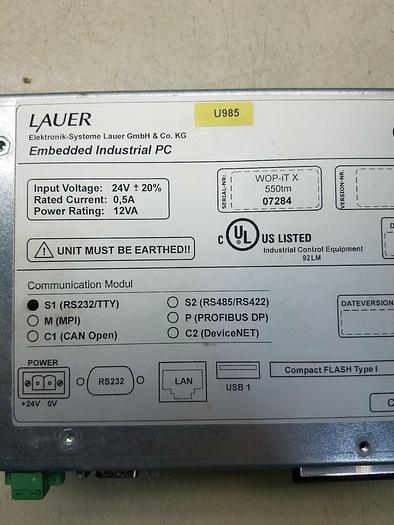 LAUER
U985
Elektronik-Systeme Lauer GmbH & Co. KG
Embedded Industrial PC
Input Voltage: 24V ± 20%
Rated Current: 0,5A
Power Rating: 12VA
SERIAL-NR:
WOP-iT X
550tm
07284
VERSION-NR.
UNIT MUST BE EARTHED!!
C UL US LISTED
Industrial Control Equipment
92LM
Communication Modul
S1 (RS232/TTY)
S2 (RS485/RS422)
M (MPI)
P (PROFIBUS DP)
C1 (CAN Open)
C2 (DeviceNET)
DATEVERSION
POWER
+24V 0V
RS232
LAN
USB 1
Compact FLASH Type I